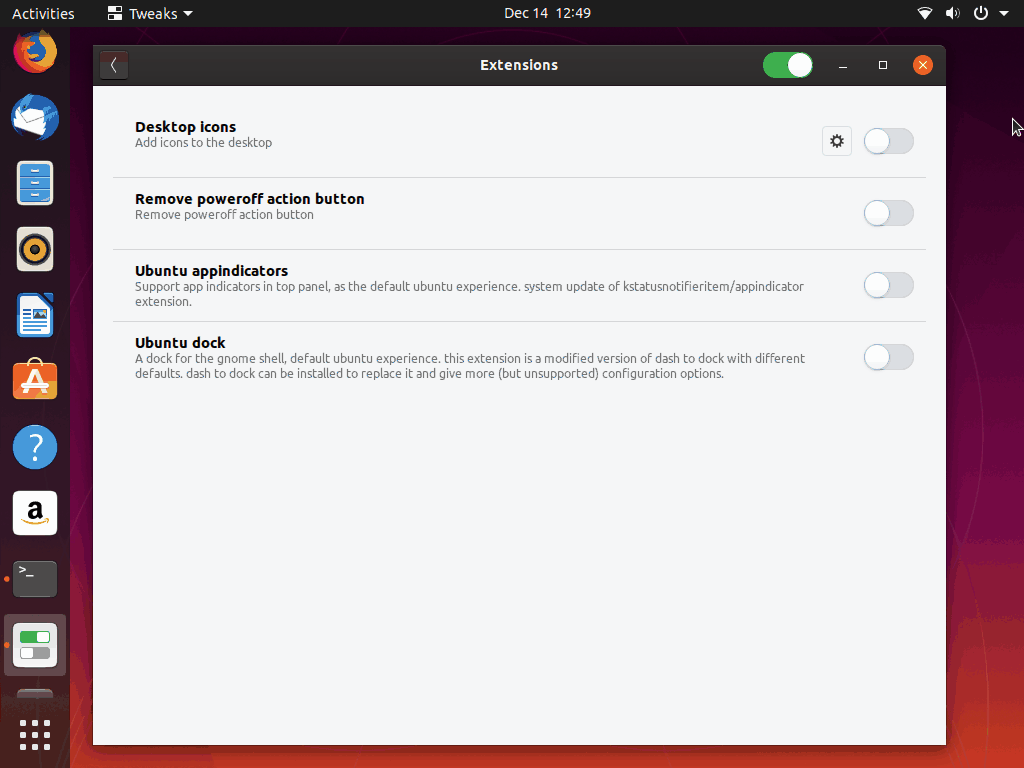 Activities
Tweaks
Dec 14 12:49
Extensions
Desktop icons
Add icons to the desktop
Remove poweroff action button
Remove poweroff action button
Ubuntu appindicators
Support app indicators in top panel, as the default ubuntu experience. system update of kstatusnotifieritem/appindicator
extension.
Ubuntu dock
A dock for the gnome shell, default ubuntu experience. this extension is a modified version of dash to dock with different
defaults. dash to dock can be installed to replace it and give more (but unsupported) configuration options.
?
a
>_